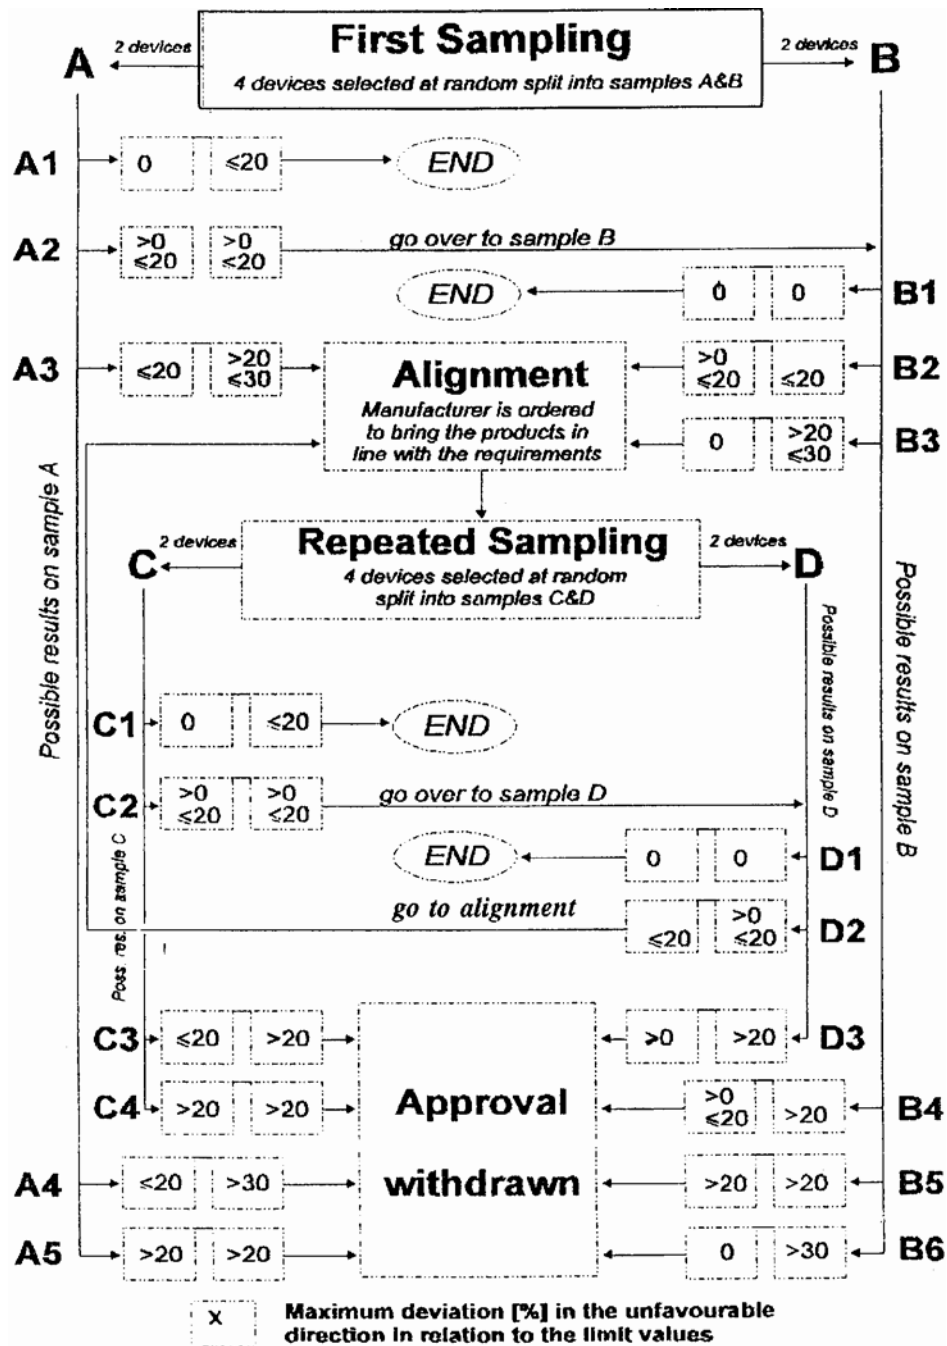 First Sampling
4 devices selected at random split into samples A&B
A
2 devices
2 devices
B
A1
0
≤20
END
A2
>0
≤20
>0
≤20
go over to sample B
END
0
0
B1
A3
≤20
>20
≤30
Alignment
Manufacturer is ordered
to bring the products in
line with the requirements
>0
≤20
≤20
B2
0
>20
≤30
B3
Possible results on sample A
Possible results on sample B
C
2 devices
Repeated Sampling
4 devices selected at random
split into samples C&D
2 devices
D
Poss. res. on sample C
Possible results on sample D
C1
0
≤20
END
C2
>0
≤20
>0
≤20
go over to sample D
END
0
0
D1
go to alignment
≤20
>0
≤20
D2
C3
≤20
>20
>0
>20
D3
C4
>20
>20
Approval
withdrawn
>0
≤20
>20
B4
A4
≤20
>30
>20
>20
B5
A5
>20
>20
0
>30
B6
X
Maximum deviation [%] in the unfavourable
direction in relation to the limit values